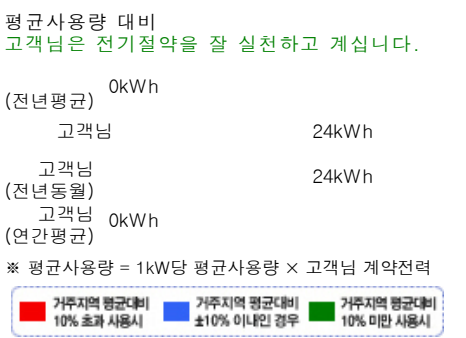 평균사용량 대비
고객님은 전기절약을 잘 실천하고 계십니다.
0kWh
(전년평균)
고객님 24kWh
고객님
(전년동월) 24kWh
고객님
(연간평균) 0kWh
※ 평균사용량 = 1kW당 평균사용량 × 고객님 계약전력
거주지역 평균대비 거주지역 평균대비 거주지역 평균대비
10% 초과 사용시 ±10% 이내인 경우 10% 미만 사용시